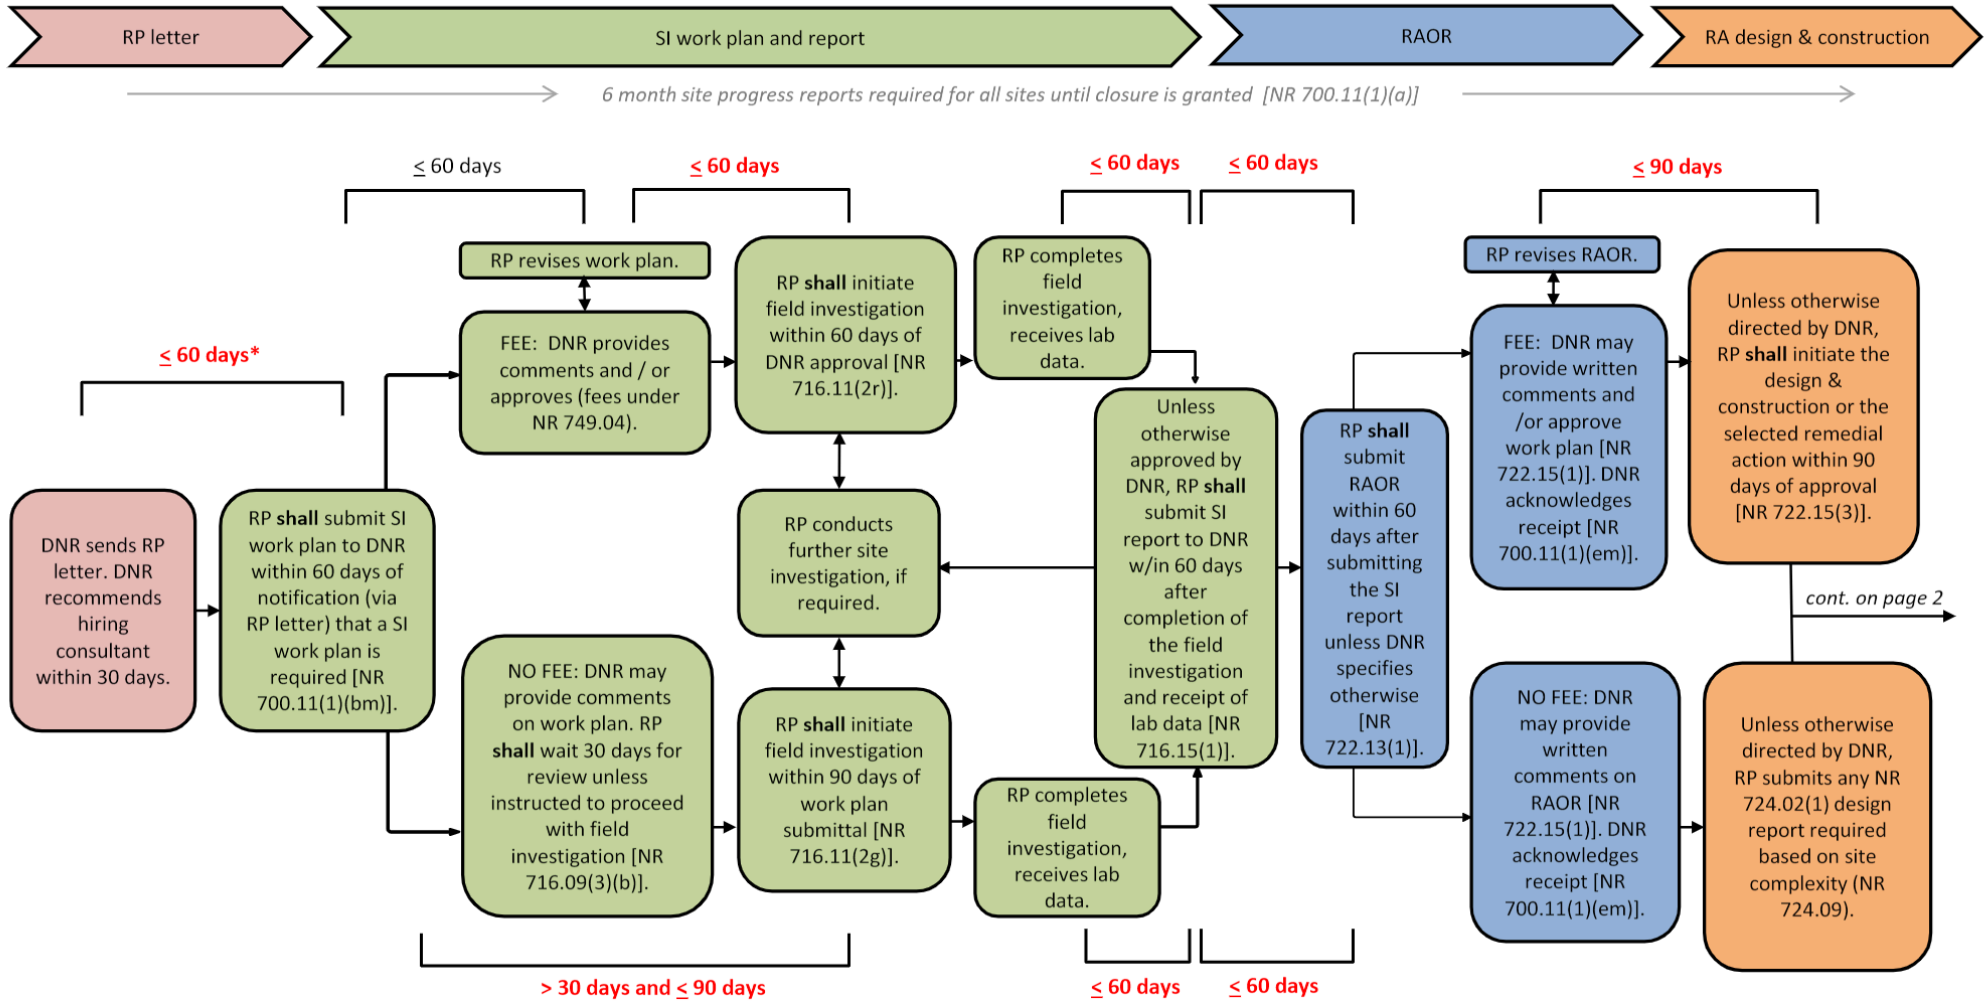 RP letter
SI work plan and report
RAOR
RA design & construction
6 month site progress reports required for all sites until closure is granted [NR 700.11(1)(a)]
≤ 60 days
≤ 60 days
≤ 60 days
≤ 60 days
≤ 90 days
≤ 60 days*
DNR sends RP
letter. DNR
recommends
hiring
consultant
within 30 days.
RP shall submit SI
work plan to DNR
within 60 days of
notification (via
RP letter) that a SI
work plan is
required [NR
700.11(1)(bm)].
RP revises work plan.
FEE: DNR provides
comments and / or
approves (fees under
NR 749.04).
RP shall initiate
field investigation
within 60 days of
DNR approval [NR
716.11(2r)].
RP completes
field
investigation,
receives lab
data.
RP conducts
further site
investigation, if
required.
NO FEE: DNR may
provide comments
on work plan. RP
shall wait 30 days for
review unless
instructed to proceed
with field
investigation [NR
716.09(3)(b)].
RP shall initiate
field investigation
within 90 days of
work plan
submittal [NR
716.11(2g)].
RP completes
field
investigation,
receives lab
data.
Unless
otherwise
approved by
DNR, RP shall
submit SI
report to DNR
w/in 60 days
after
completion of
the field
investigation
and receipt of
lab data [NR
716.15(1)].
RP shall
submit
RAOR
within 60
days after
submitting
the SI
report
unless DNR
specifies
otherwise
[NR
722.13(1)].
RP revises RAOR.
FEE: DNR may
provide written
comments and
/or approve
work plan [NR
722.15(1)]. DNR
acknowledges
receipt [NR
700.11(1)(em)].
Unless otherwise
directed by DNR,
RP shall initiate the
design &
construction or the
selected remedial
action within 90
days of approval
[NR 722.15(3)].
cont. on page 2
NO FEE: DNR
may provide
written
comments on
RAOR [NR
722.15(1)]. DNR
acknowledges
receipt [NR
700.11(1)(em)].
Unless otherwise
directed by DNR,
RP submits any NR
724.02(1) design
report required
based on site
complexity (NR
724.09).
> 30 days and ≤ 90 days
≤ 60 days
≤ 60 days